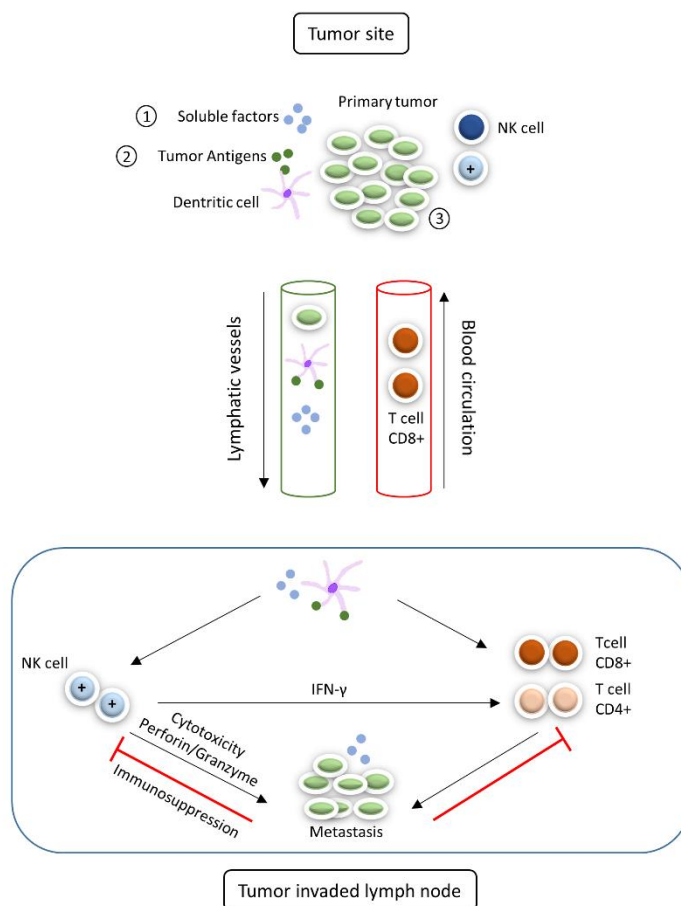 Tumor site
Primary tumor
1 Soluble factors
NK cell
2 Tumor Antigens
+
Dentritic cell
3
Lymphatic vessels
Blood circulation
T cell
CD8+
NK cell
Tcell
CD8+
+
+
IFN-γ
T cell
CD4+
Cytotoxicity
Perforin/Granzyme
Immunosuppression
Metastasis
Tumor invaded lymph node